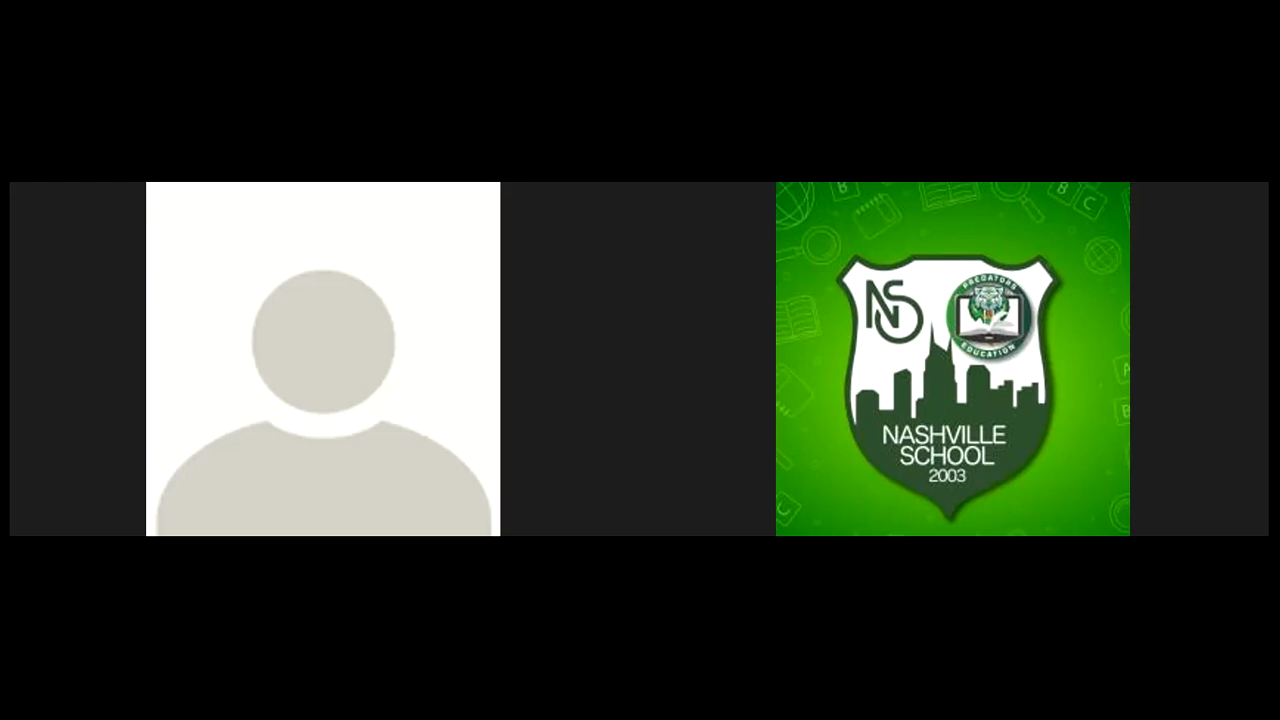 B
B
C
NS
PREDATORS
EDUCATION
A
B
NASHVILLE
SCHOOL
2003
C